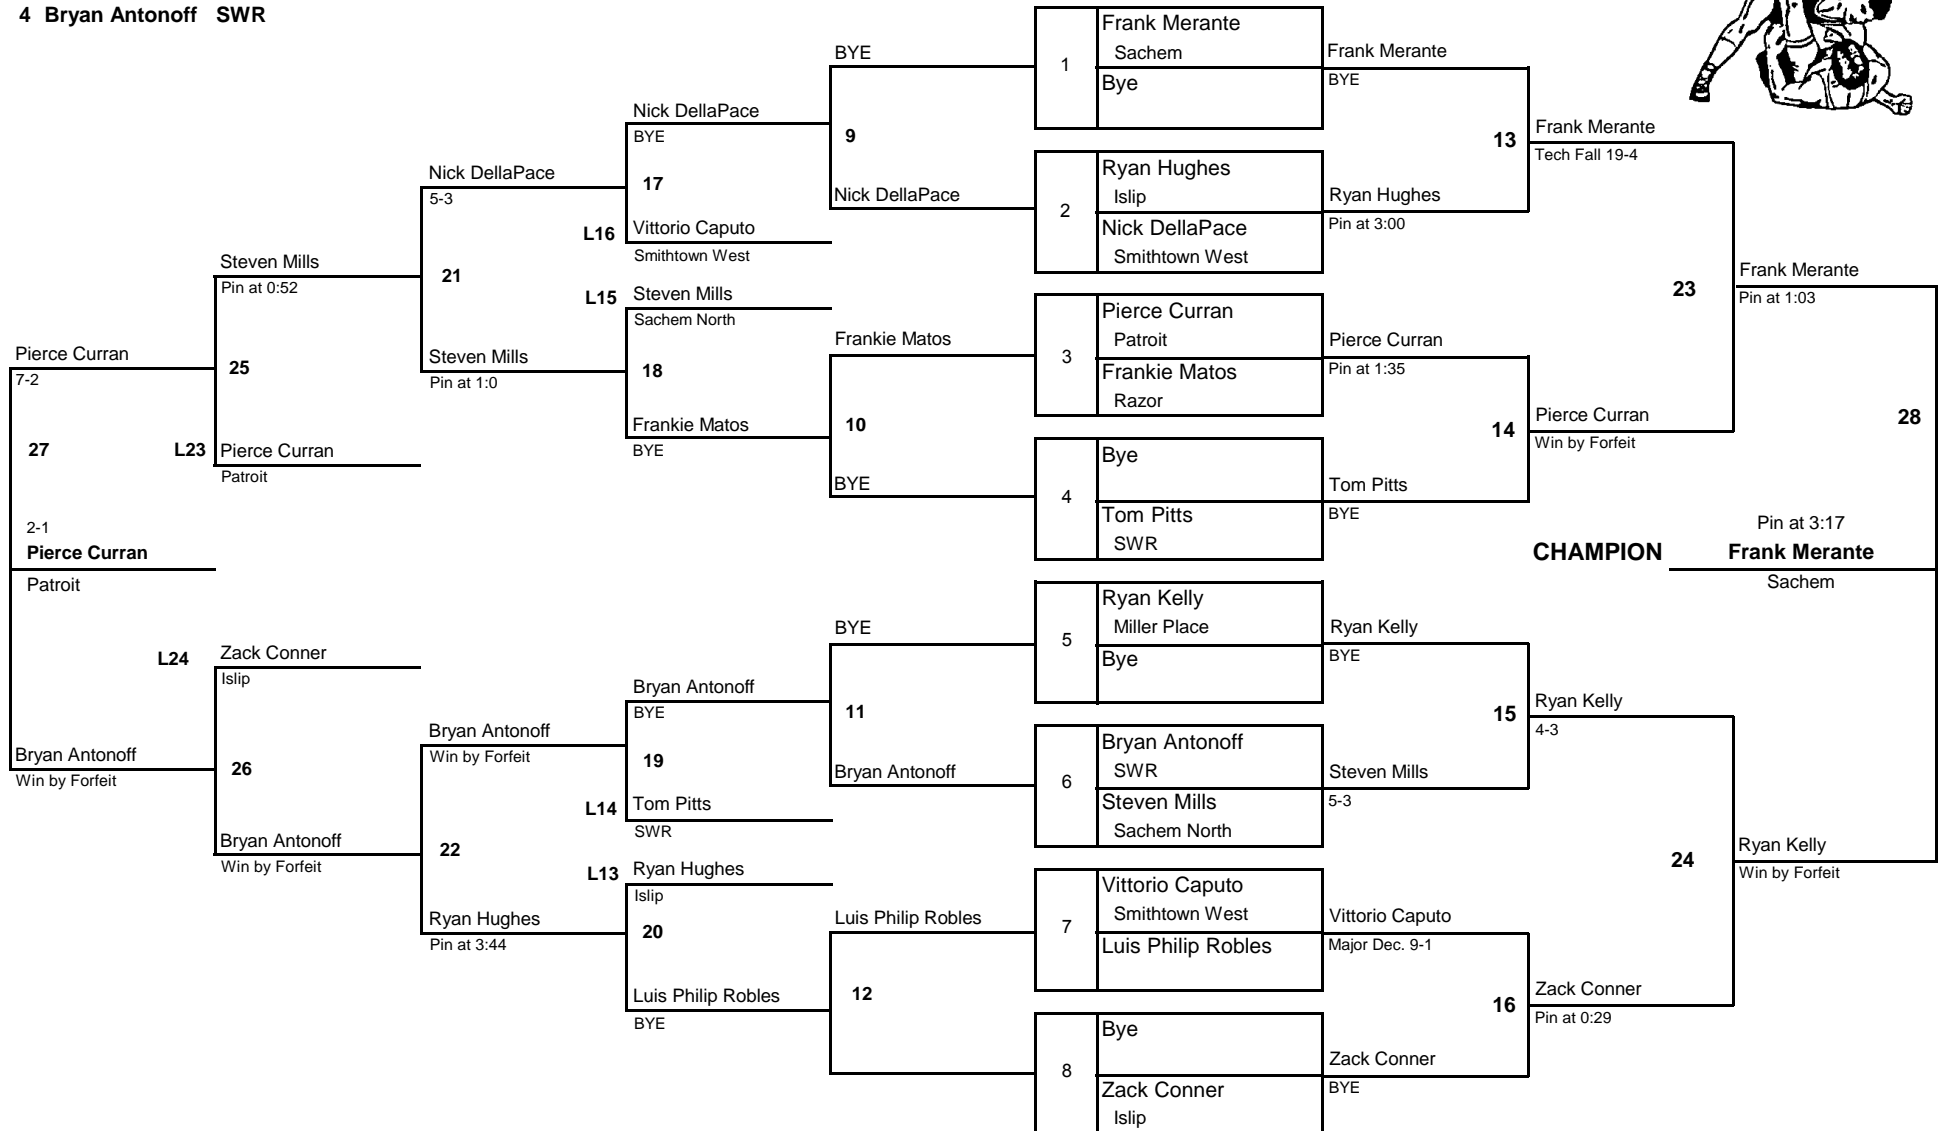 4 Bryan Antonoff SWR
Pierce Curran
7-2
27
2-1
Pierce Curran
Patroit
Bryan Antonoff
Win by Forfeit
Steven Mills
Pin at 0:52
25
L23 Pierce Curran
Patroit
L24 Zack Conner
Islip
26
Bryan Antonoff
Win by Forfeit
Nick DellaPace
5-3
21
Steven Mills
Pin at 1:0
Bryan Antonoff
Win by Forfeit
22
Ryan Hughes
Pin at 3:44
Nick DellaPace
BYE
17
L16 Vittorio Caputo
Smithtown West
L15 Steven Mills
Sachem North
18
Frankie Matos
BYE
Bryan Antonoff
BYE
19
L14 Tom Pitts
SWR
L13 Ryan Hughes
Islip
20
Luis Philip Robles
BYE
BYE
9
Nick DellaPace
Frankie Matos
10
BYE
BYE
11
Bryan Antonoff
Luis Philip Robles
12
1
Frank Merante
Sachem
Bye
2
Ryan Hughes
Islip
Nick DellaPace
Smithtown West
3
Pierce Curran
Patroit
Frankie Matos
Razor
4
Bye
Tom Pitts
SWR
5
Ryan Kelly
Miller Place
Bye
6
Bryan Antonoff
SWR
Steven Mills
Sachem North
7
Vittorio Caputo
Smithtown West
Luis Philip Robles
8
Bye
Zack Conner
Islip
Frank Merante
BYE
13
Ryan Hughes
Pin at 3:00
Pierce Curran
Pin at 1:35
14
Tom Pitts
BYE
Ryan Kelly
BYE
15
Steven Mills
5-3
Vittorio Caputo
Major Dec. 9-1
16
Zack Conner
BYE
Frank Merante
Tech Fall 19-4
23
Pierce Curran
Win by Forfeit
Ryan Kelly
4-3
24
Zack Conner
Pin at 0:29
Frank Merante
Pin at 1:03
28
Pin at 3:17
CHAMPION Frank Merante
Sachem
Ryan Kelly
Win by Forfeit